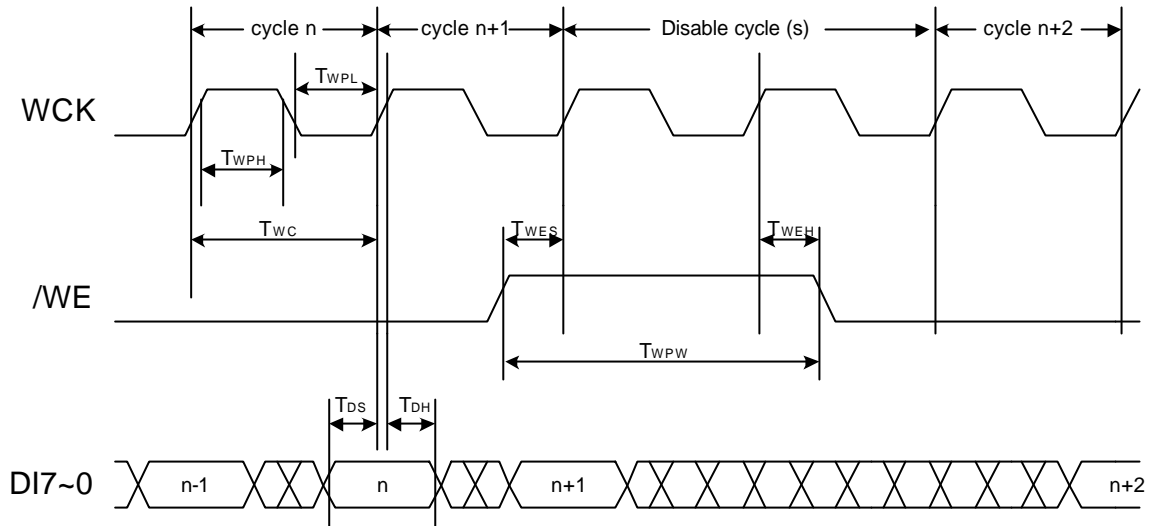 cycle n cycle n+1 Disable cycle (s) cycle n+2
TWPL
WCK
TWPH
TWC TWES TWEH
/WE
TWPW
TDS TDH
DI7~0 n-1 n n+1 n+2